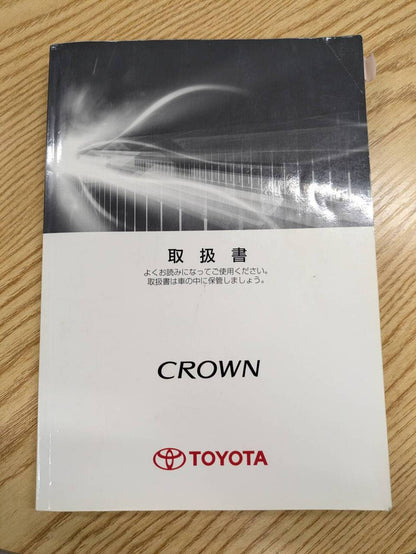 取扱書
よくお読みになってご使用ください。
取扱書は車の中に保管しましょう。
CROWN
TOYOTA